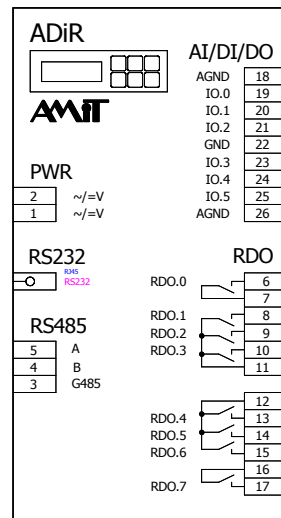 ADiR
AMiT
AI/DI/DO
AGND 18
IO.0 19
IO.1 20
IO.2 21
GND 22
IO.3 23
IO.4 24
IO.5 25
AGND 26
PWR
2 ~/=V
1 ~/=V
RS232
RJ45
RS232
RS485
5 A
4 B
3 G485
RDO
RDO.0 6
7
RDO.1 8
RDO.2 9
RDO.3 10
11
12
RDO.4 13
RDO.5 14
RDO.6 15
16
RDO.7 17